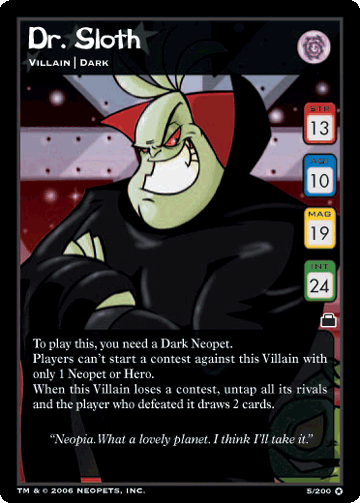 Dr. Sloth
VILLAIN | DARK
STR
13
AGI
10
MAG
19
INT
24
To play this, you need a Dark Neopet.
Players can't start a contest against this Villain with
only 1 Neopet or Hero.
When this Villain loses a contest, untap all its rivals
and the player who defeated it draws 2 cards.
"Neopia. What a lovely planet. I think I'll take it."
TM & © 2006 NEOPETS, INC.
5/200